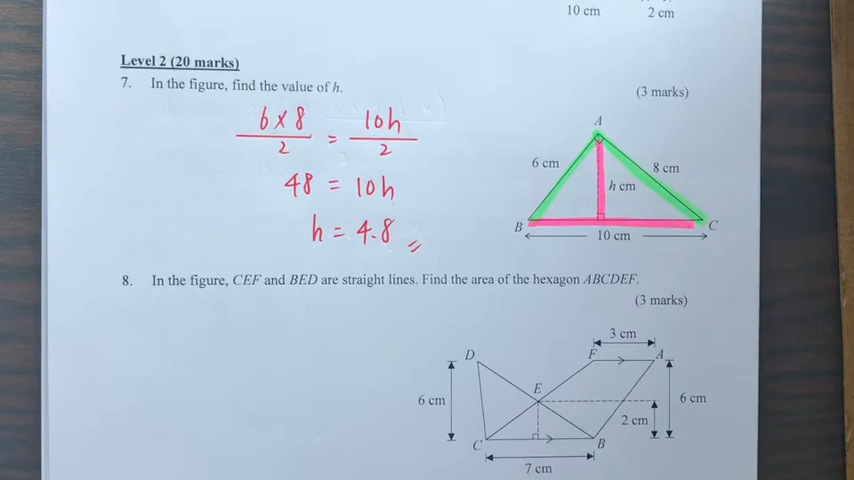 10 cm 2 cm
Level 2 (20 marks)
7. In the figure, find the value of h.
(3 marks)
6 × 8 / 2 = 10h / 2
48 = 10h
h = 4.8
A
6 cm
8 cm
h cm
B
C
10 cm
8. In the figure, CEF and BED are straight lines. Find the area of the hexagon ABCDEF.
(3 marks)
3 cm
D
F
A
E
6 cm
6 cm
2 cm
C
B
7 cm